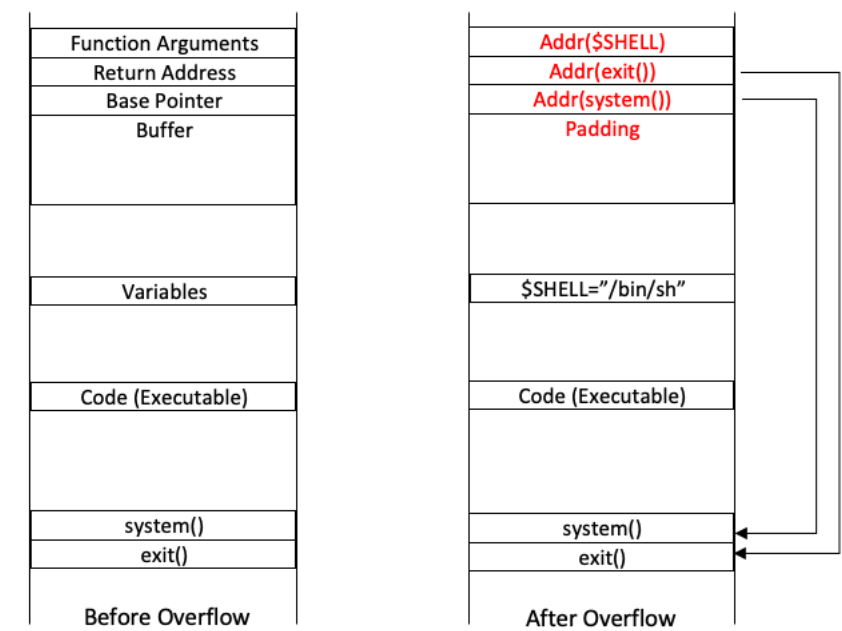 Function Arguments
Return Address
Base Pointer
Buffer
Variables
Code (Executable)
system()
exit()
Before Overflow
Addr($SHELL)
Addr(exit())
Addr(system())
Padding
$SHELL=”/bin/sh”
Code (Executable)
system()
exit()
After Overflow